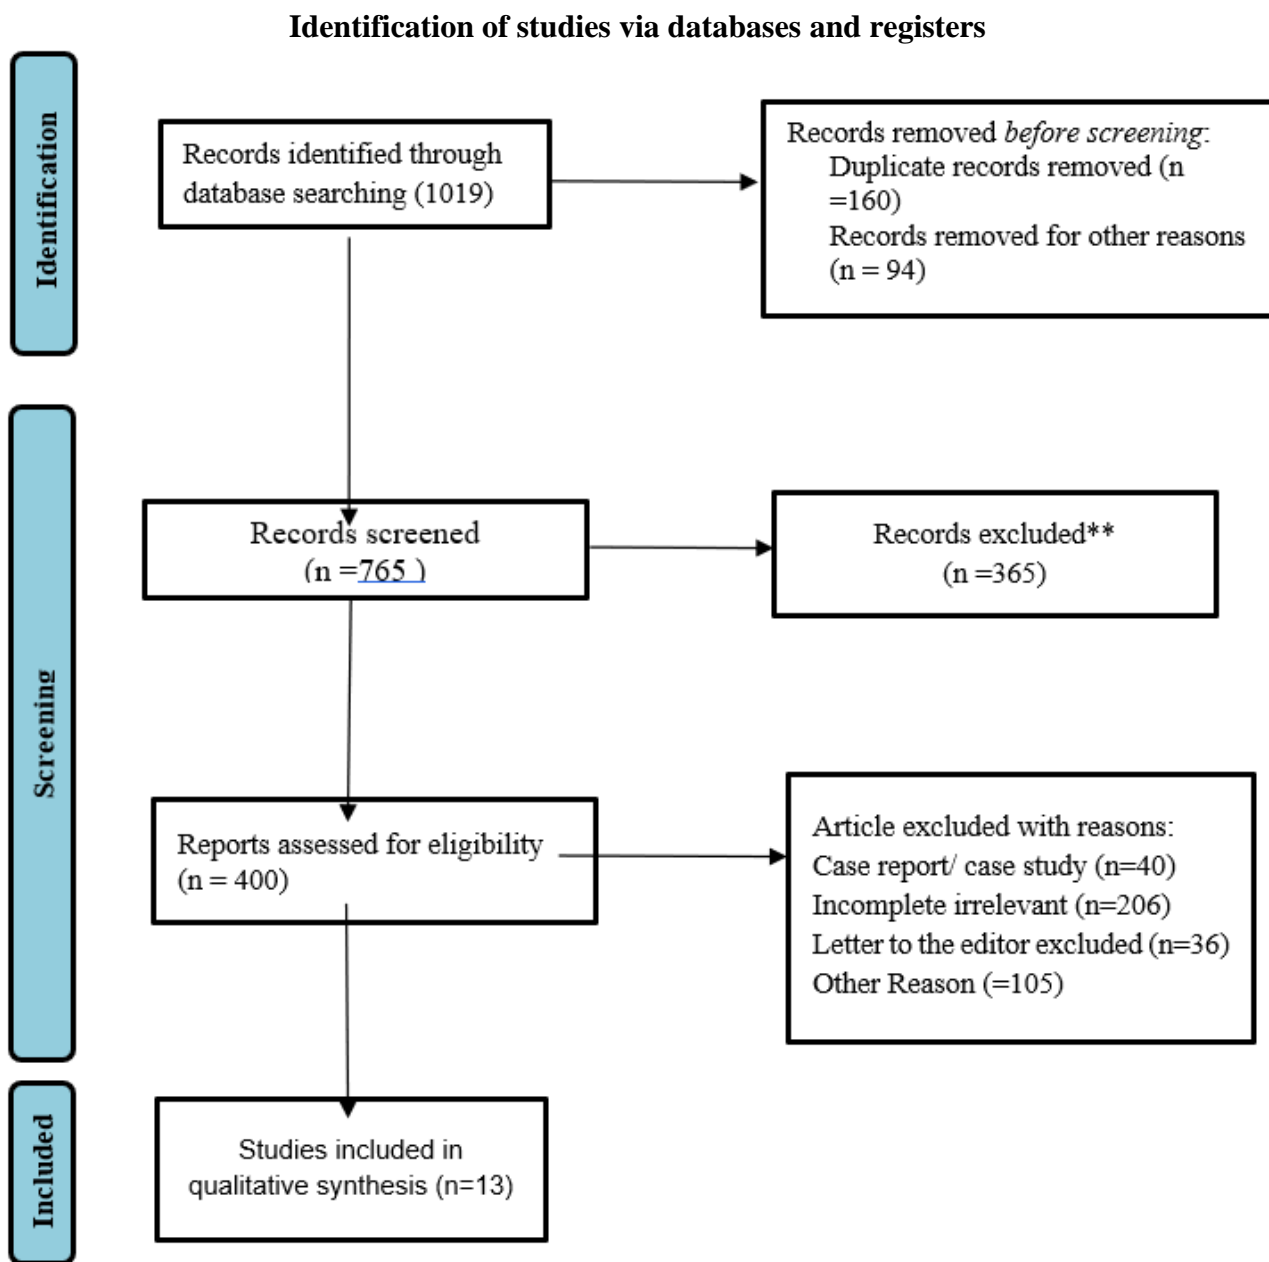 Identification of studies via databases and registers
Identification
Records identified through
database searching (1019)
Records removed before screening:
Duplicate records removed (n
=160)
Records removed for other reasons
(n = 94)
Screening
Records screened
(n =765 )
Records excluded**
(n =365)
Reports assessed for eligibility
(n = 400)
Article excluded with reasons:
Case report/ case study (n=40)
Incomplete irrelevant (n=206)
Letter to the editor excluded (n=36)
Other Reason (=105)
Included
Studies included in
qualitative synthesis (n=13)